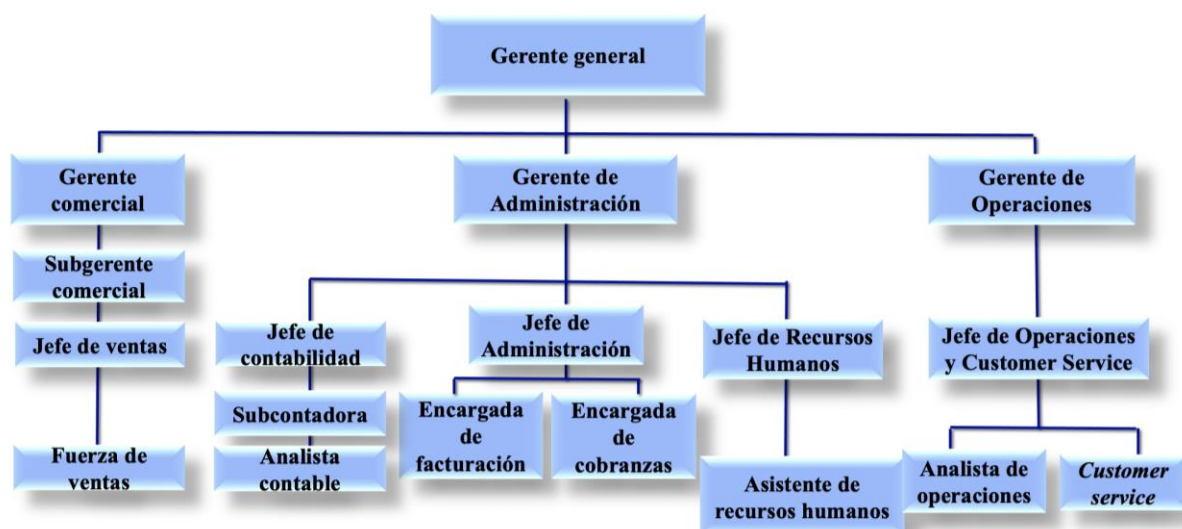 Gerente general
Gerente
comercial
Gerente de
Administración
Gerente de
Operaciones
Subgerente
comercial
Jefe de ventas
Jefe de
contabilidad
Jefe de
Administración
Jefe de Recursos
Humanos
Jefe de Operaciones
y Customer Service
Subcontadora
Encargada
de
facturación
Encargada
de
cobranzas
Fuerza de
ventas
Analista
contable
Asistente de
recursos humanos
Analista de
operaciones
Customer
service